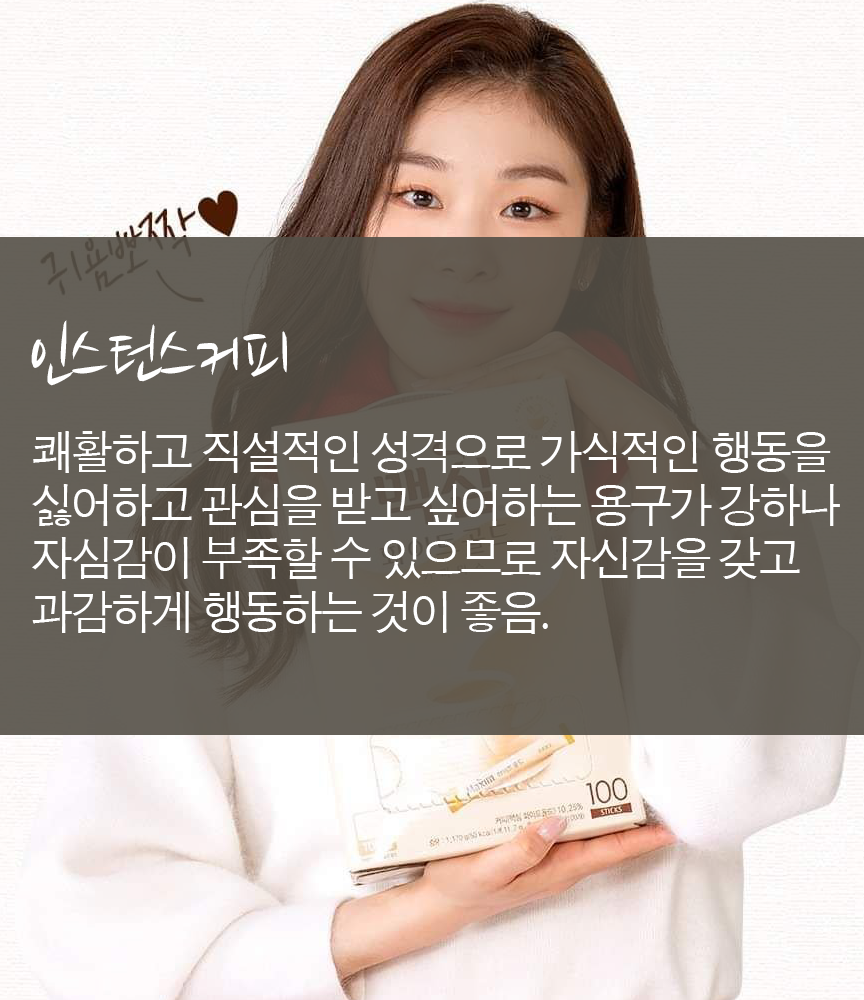 귀욤뽀짝
인스턴스커피
쾌활하고 직설적인 성격으로 가식적인 행동을
싫어하고 관심을 받고 싶어하는 용구가 강하나
자심감이 부족할 수 있으므로 자신감을 갖고
과감하게 행동하는 것이 좋음.
Maxim
100
STICKS